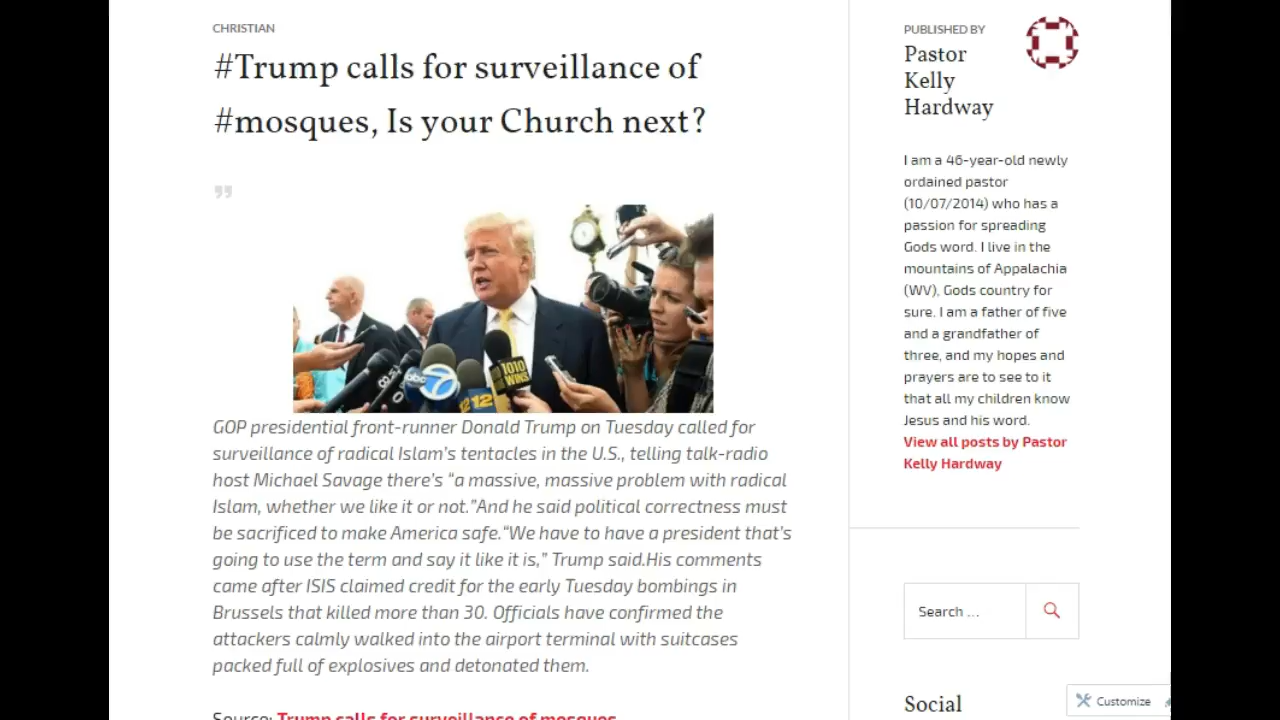 CHRISTIAN
#Trump calls for surveillance of
#mosques, Is your Church next?
abc 7
12 12
1010
WINS
GOP presidential front-runner Donald Trump on Tuesday called for
surveillance of radical Islam’s tentacles in the U.S., telling talk-radio
host Michael Savage there’s “a massive, massive problem with radical
Islam, whether we like it or not.”And he said political correctness must
be sacrificed to make America safe.“We have to have a president that’s
going to use the term and say it like it is,” Trump said.His comments
came after ISIS claimed credit for the early Tuesday bombings in
Brussels that killed more than 30. Officials have confirmed the
attackers calmly walked into the airport terminal with suitcases
packed full of explosives and detonated them.
Source: Trump calls for surveillance of mosques
PUBLISHED BY
Pastor
Kelly
Hardway
I am a 46-year-old newly
ordained pastor
(10/07/2014) who has a
passion for spreading
Gods word. I live in the
mountains of Appalachia
(WV), Gods country for
sure. I am a father of five
and a grandfather of
three, and my hopes and
prayers are to see to it
that all my children know
Jesus and his word.
View all posts by Pastor
Kelly Hardway
Search ...
Social
Customize